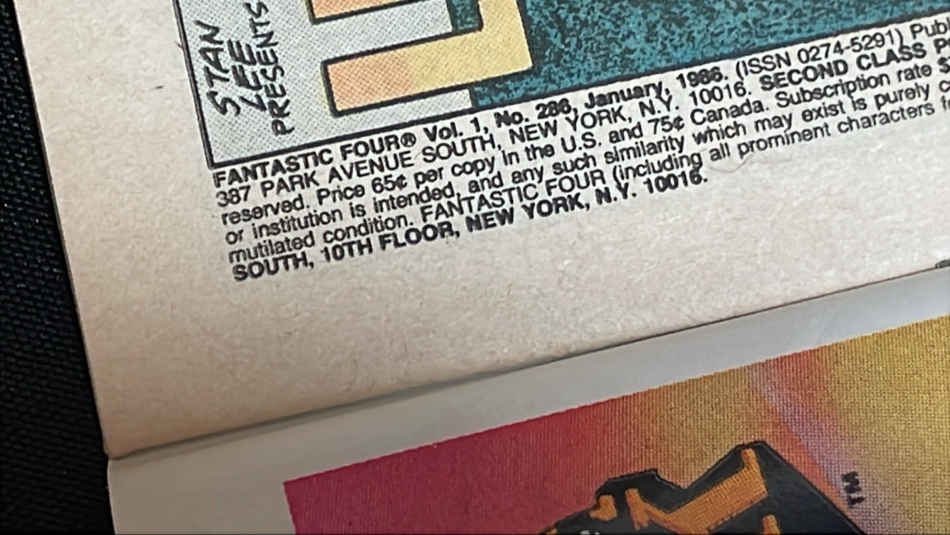 STAN
LEE
PRESENTS
FANTASTIC FOUR® Vol. 1, No. 286, January, 1986. (ISSN 0274-5291) Publ
387 PARK AVENUE SOUTH, NEW YORK, N.Y. 10016. SECOND CLASS P
reserved. Price 65¢ per copy in the U.S. and 75¢ Canada. Subscription rate $
or institution is intended, and any such similarity which may exist is purely c
mutilated condition. FANTASTIC FOUR (including all prominent characters
SOUTH, 10TH FLOOR, NEW YORK, N.Y. 10016.
TM